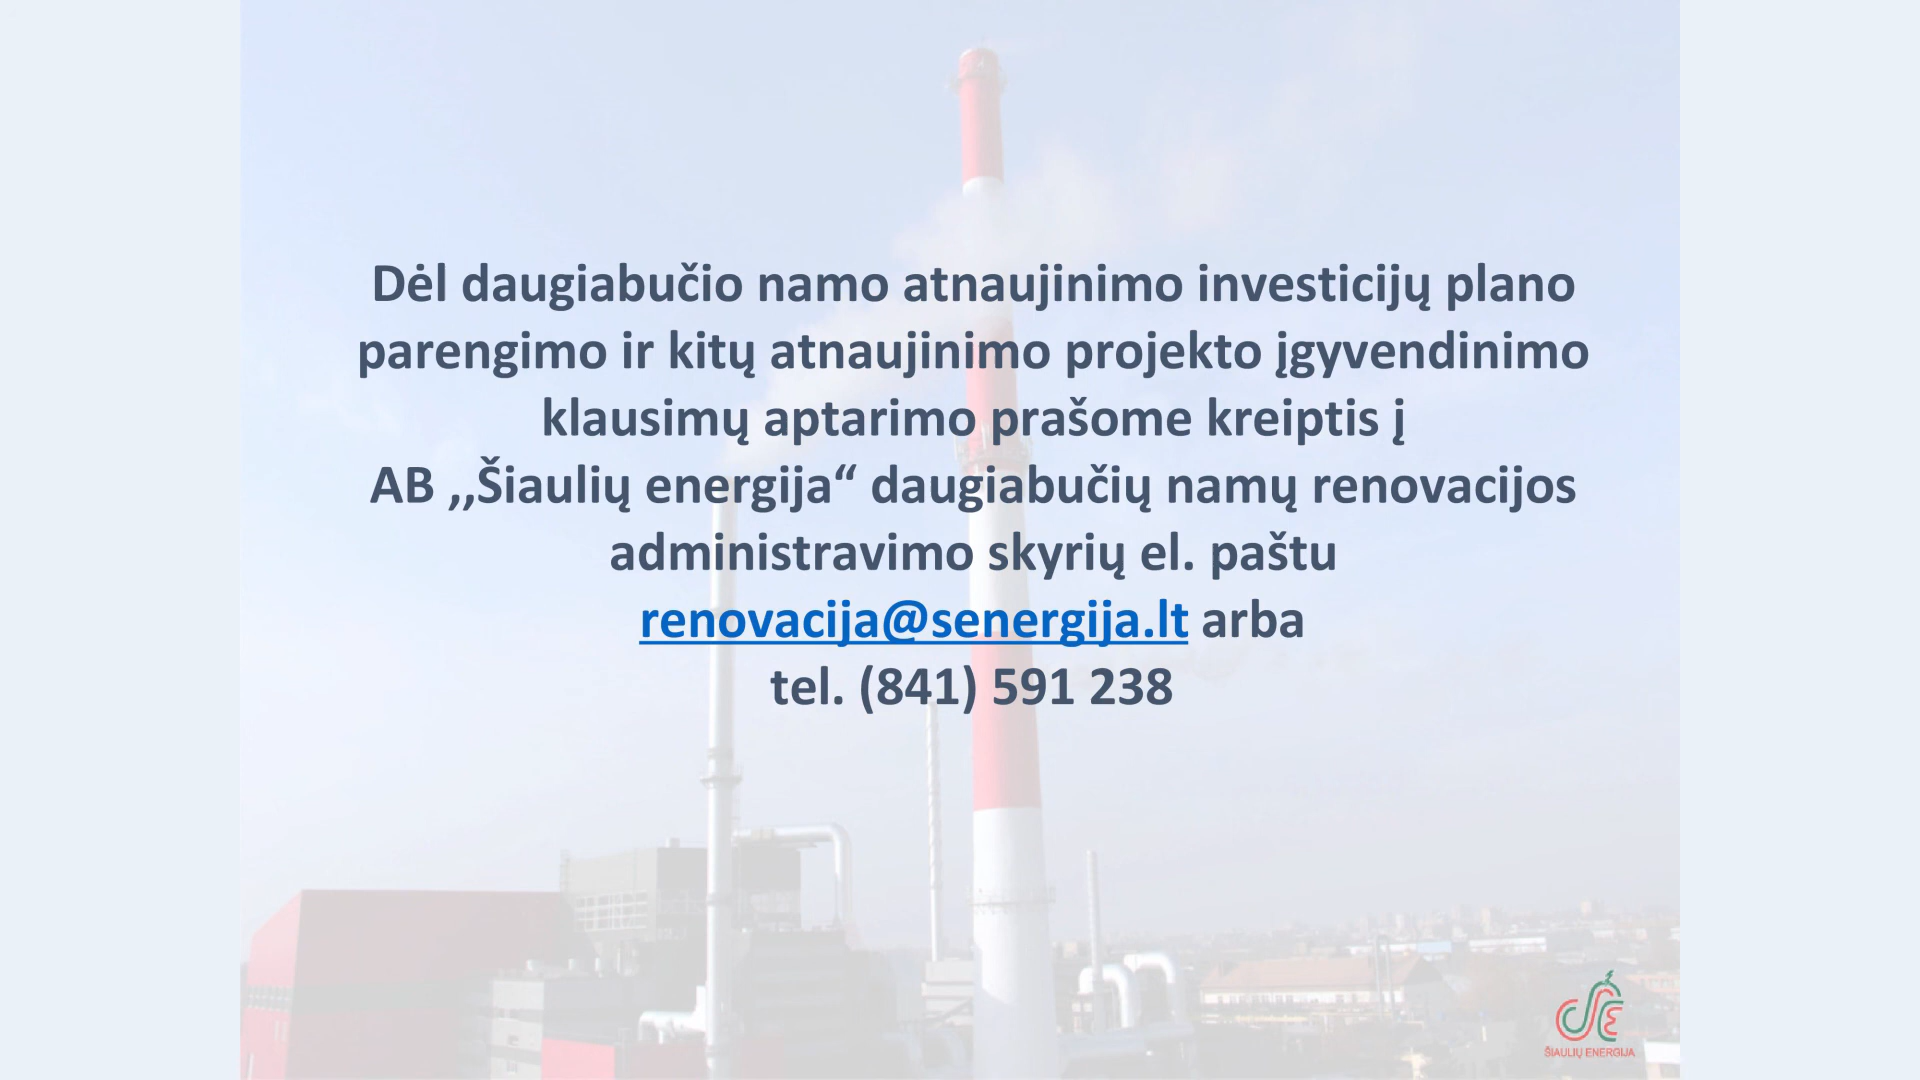 Dėl daugiabučio namo atnaujinimo investicijų plano
parengimo ir kitų atnaujinimo projekto įgyvendinimo
klausimų aptarimo prašome kreiptis į
AB ,,Šiaulių energija“ daugiabučių namų renovacijos
administravimo skyrių el. paštu
renovacija@senergija.lt arba
tel. (841) 591 238
ŠIAULIŲ ENERGIJA